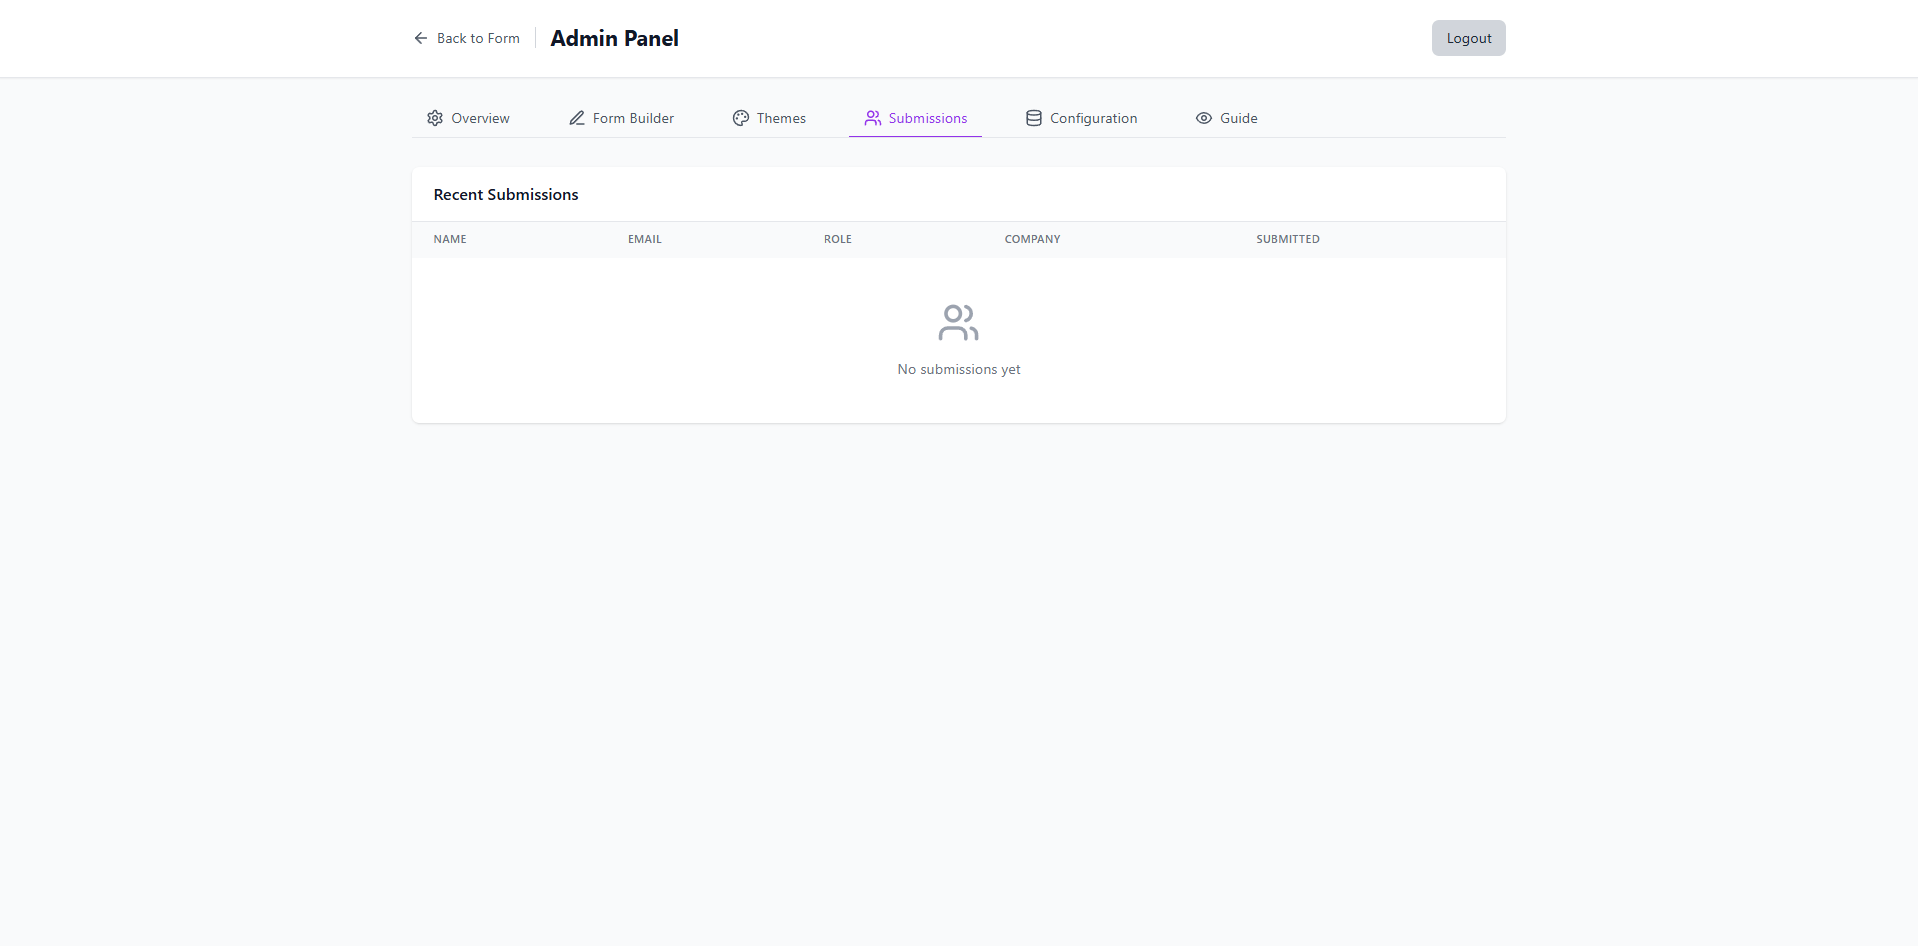 Back to Form Admin Panel Logout
Overview Form Builder Themes Submissions Configuration Guide
Recent Submissions
NAME EMAIL ROLE COMPANY SUBMITTED
No submissions yet